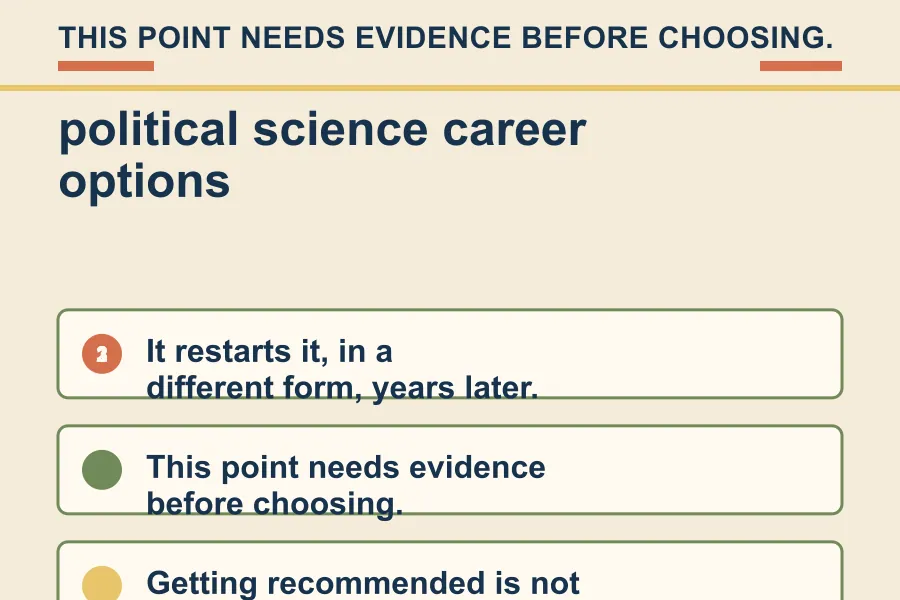 THIS POINT NEEDS EVIDENCE BEFORE CHOOSING.
political science career
options
It restarts it, in a
different form, years later.
This point needs evidence
before choosing.
Getting recommended is not